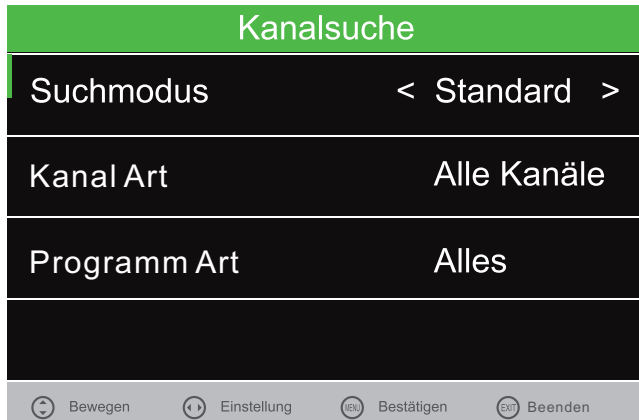 Kanalsuche
Suchmodus < Standard >
Kanal Art Alle Kanäle
Programm Art Alles
Bewegen Einstellung MENU Bestätigen EXIT Beenden